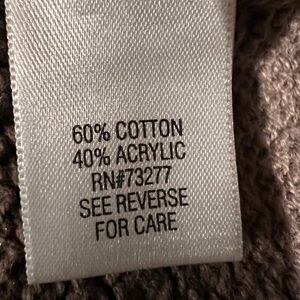 60% COTTON
40% ACRYLIC
RN#73277
SEE REVERSE
FOR CARE